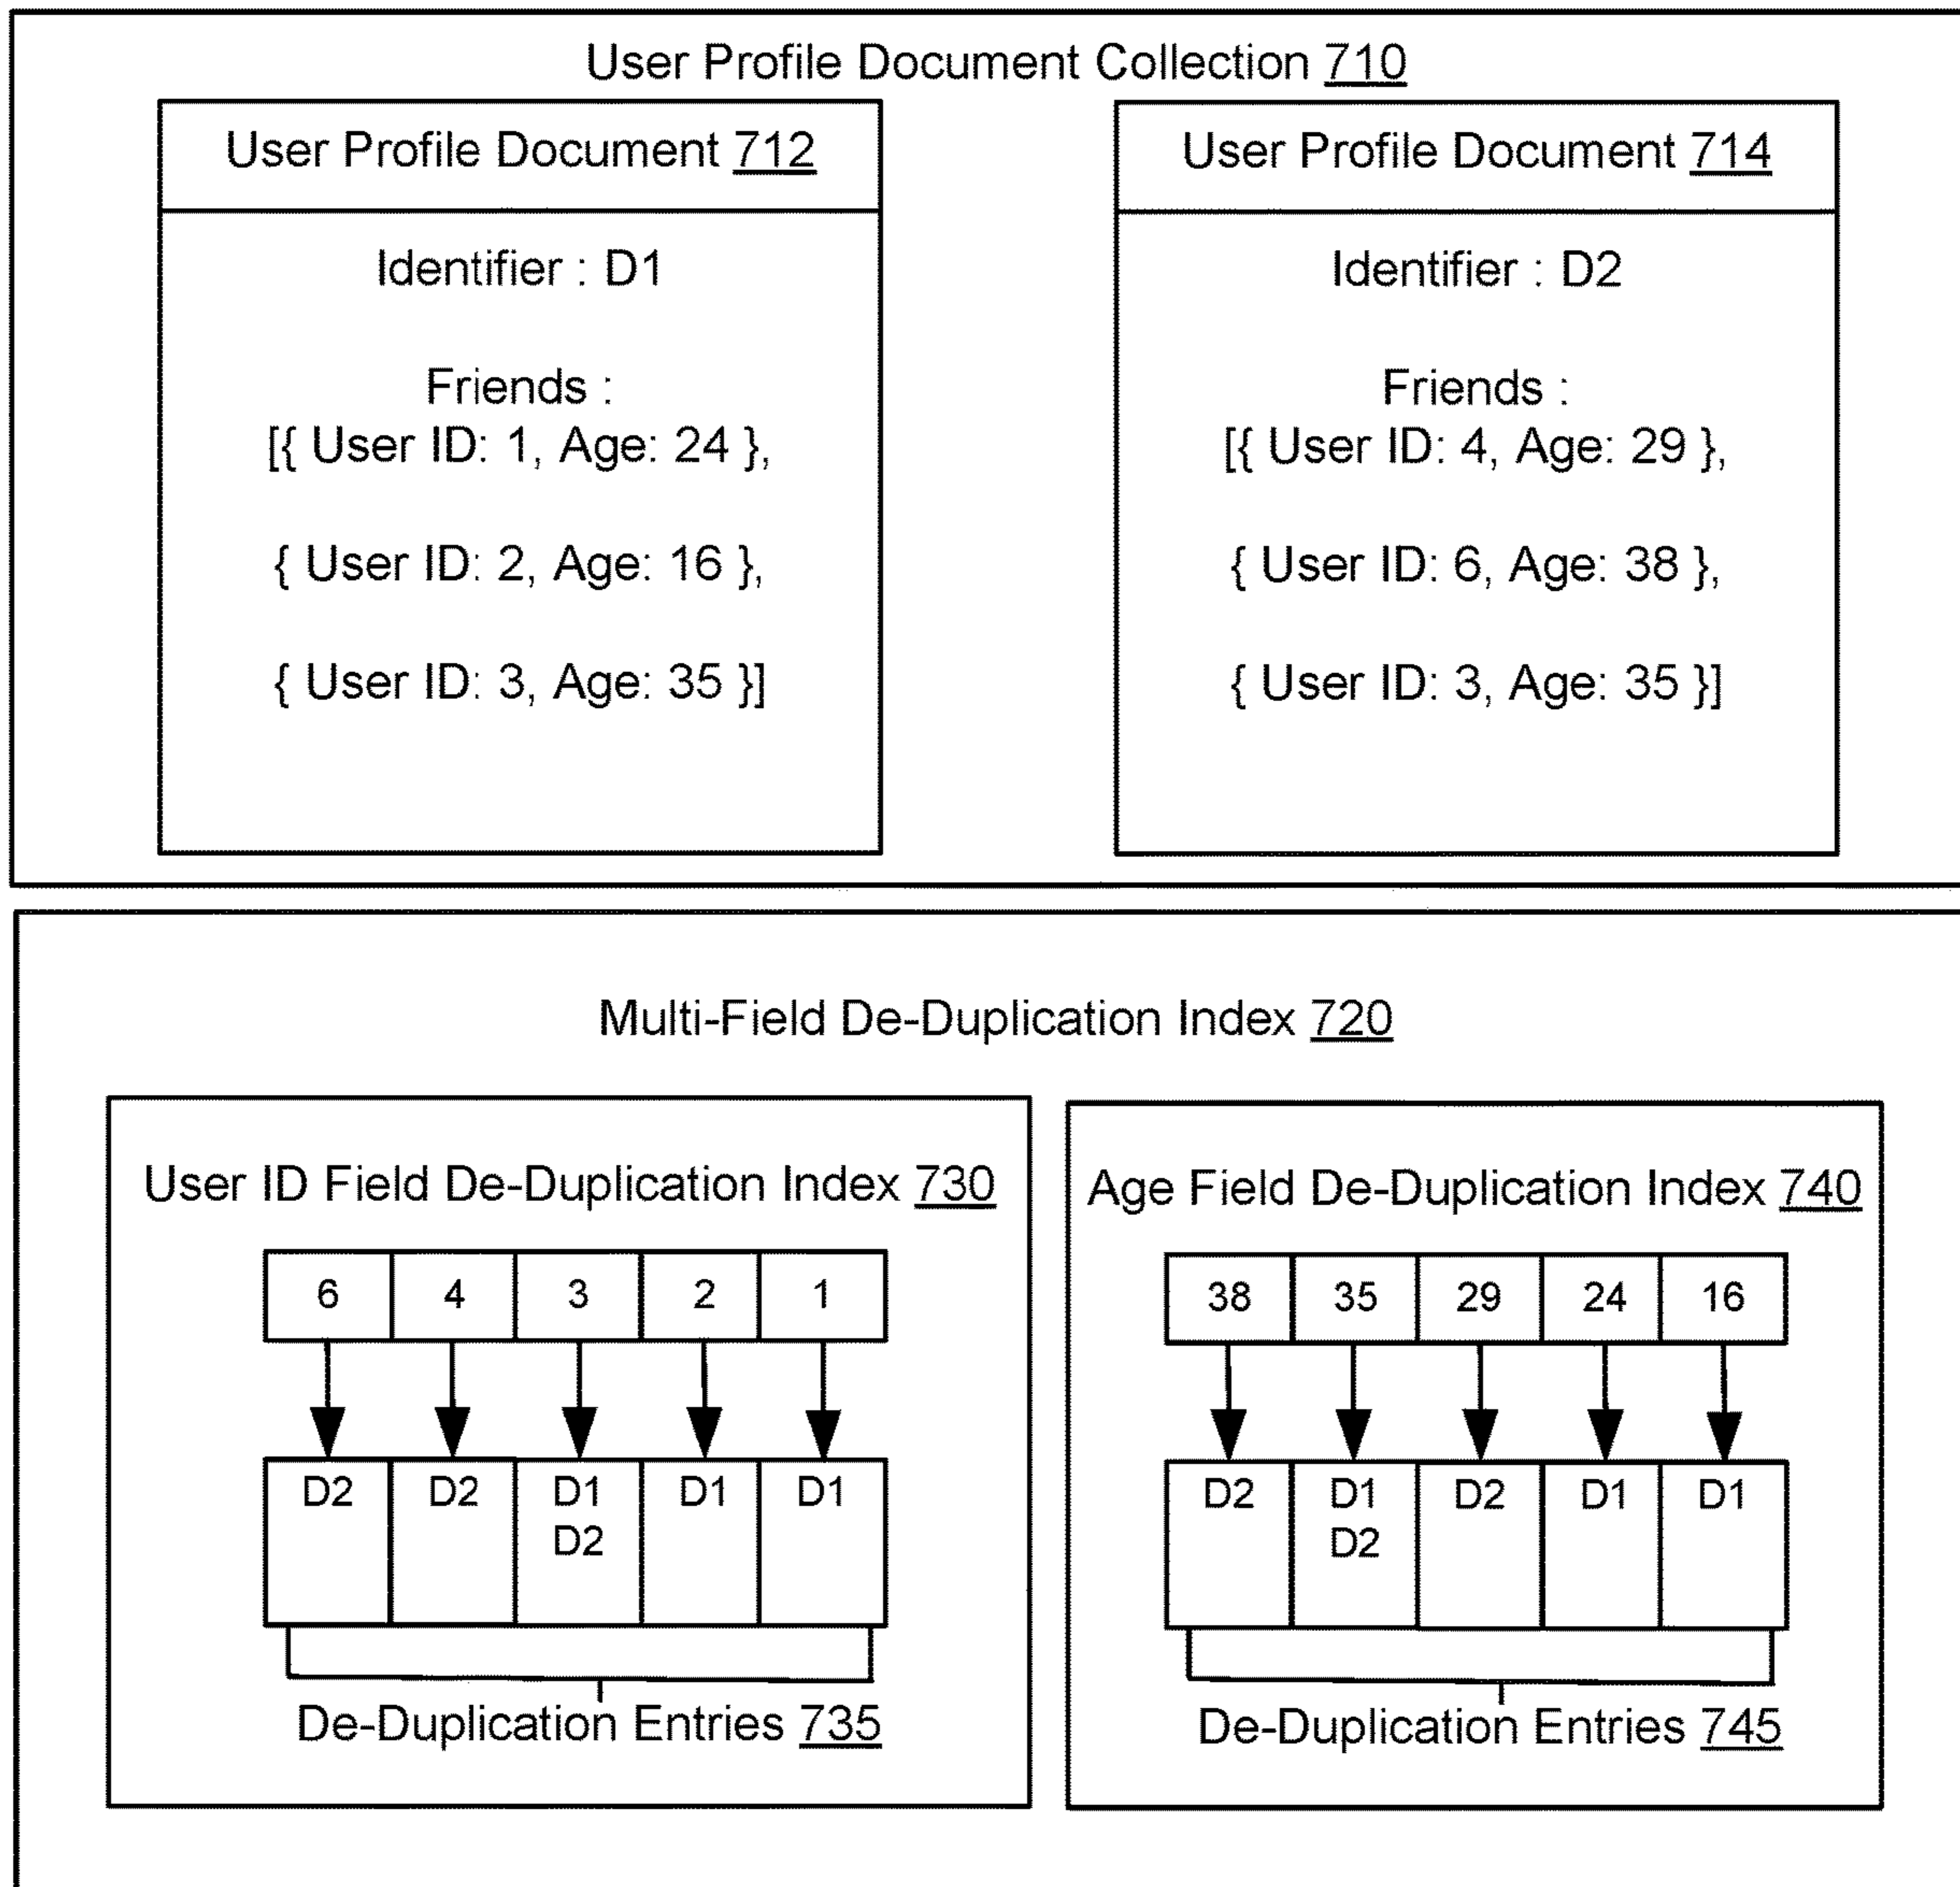 User Profile Document Collection 710
User Profile Document 712
Identifier : D1
Friends :
[{ User ID: 1, Age: 24 },
{ User ID: 2, Age: 16 },
{ User ID: 3, Age: 35 }]
User Profile Document 714
Identifier : D2
Friends :
[{ User ID: 4, Age: 29 },
{ User ID: 6, Age: 38 },
{ User ID: 3, Age: 35 }]
Multi-Field De-Duplication Index 720
User ID Field De-Duplication Index 730
6 4 3 2 1
D2 D2 D1 D1 D1
D2
De-Duplication Entries 735
Age Field De-Duplication Index 740
38 35 29 24 16
D2 D1 D2 D1 D1
D2
De-Duplication Entries 745